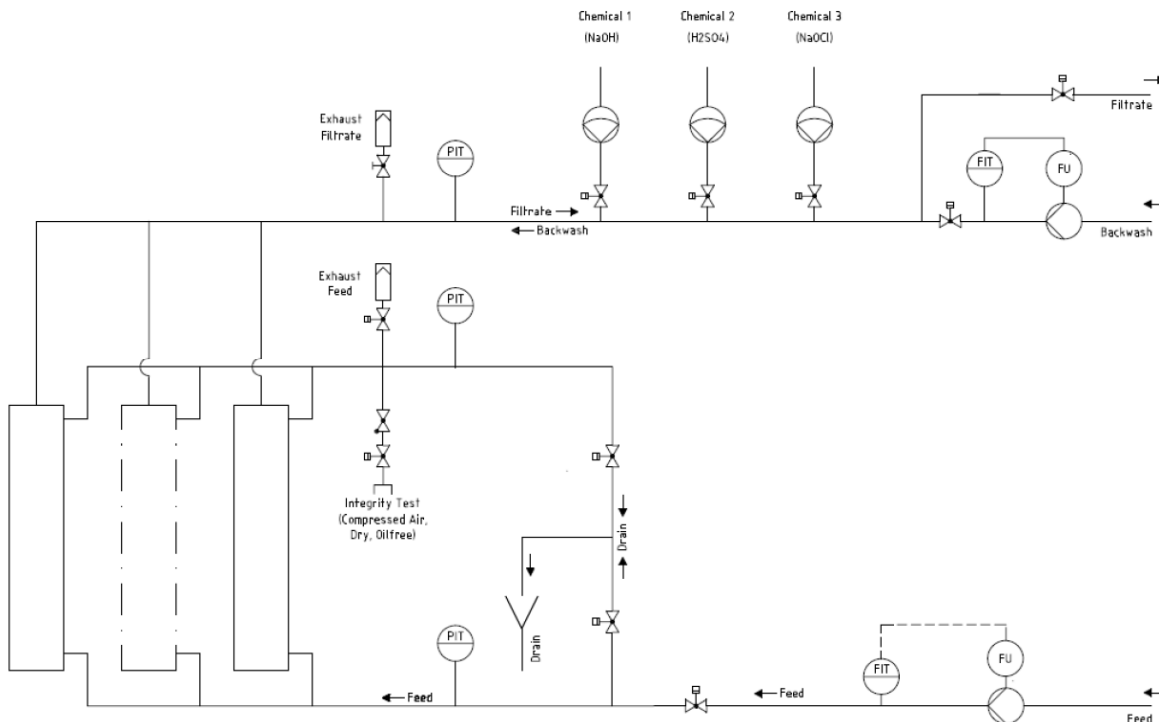 Chemical 1
(NaOH)
Chemical 2
(H2SO4)
Chemical 3
(NaOCl)
Exhaust
Filtrate
PIT
Filtrate
FIT
FU
Filtrate
Backwash
Backwash
Exhaust
Feed
PIT
Integrity Test
(Compressed Air,
Dry, Oilfree)
Drain
Drain
PIT
Feed
Feed
FIT
FU
Feed